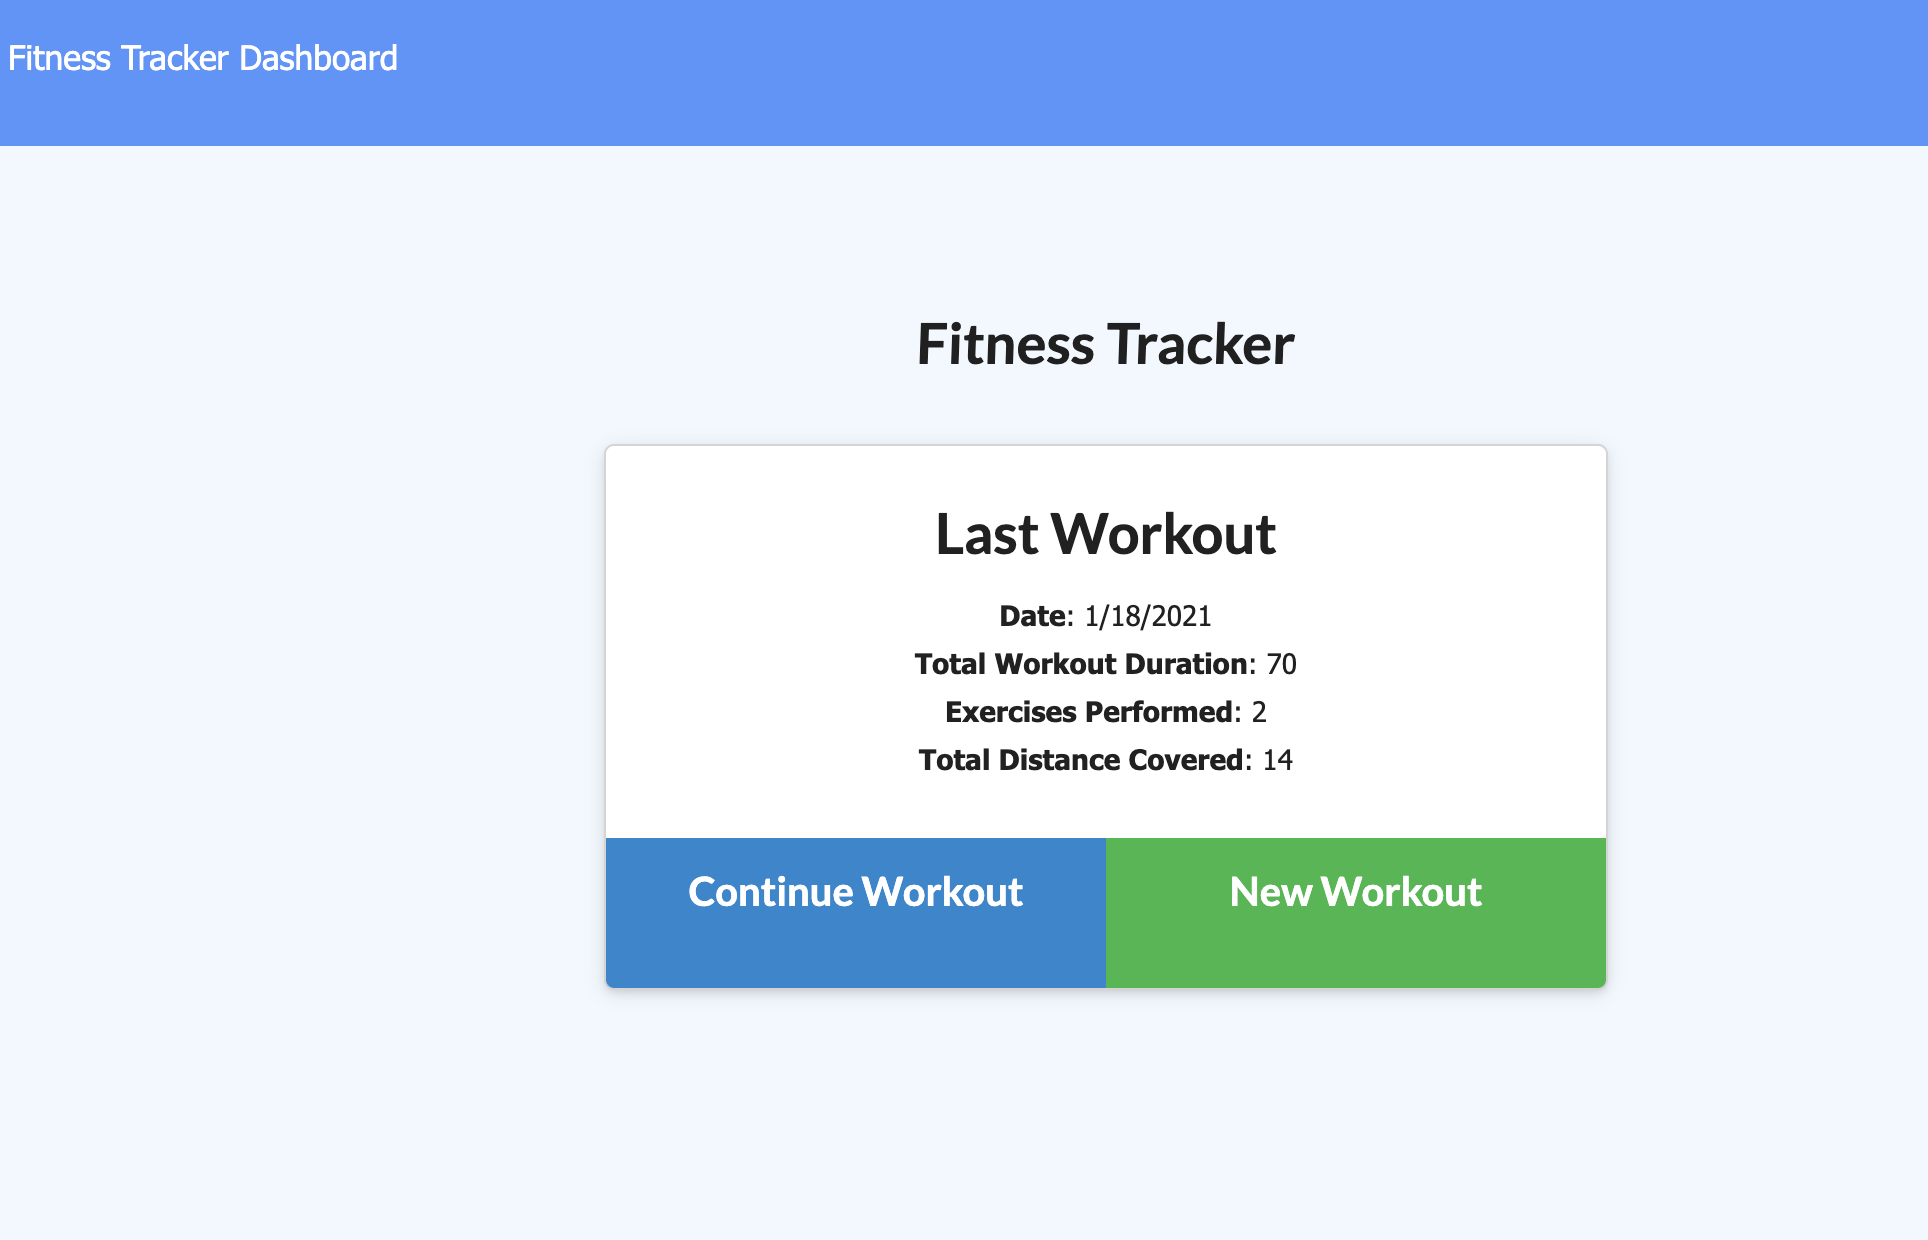 Fitness Tracker Dashboard
Fitness Tracker
Last Workout
Date: 1/18/2021
Total Workout Duration: 70
Exercises Performed: 2
Total Distance Covered: 14
Continue Workout
New Workout